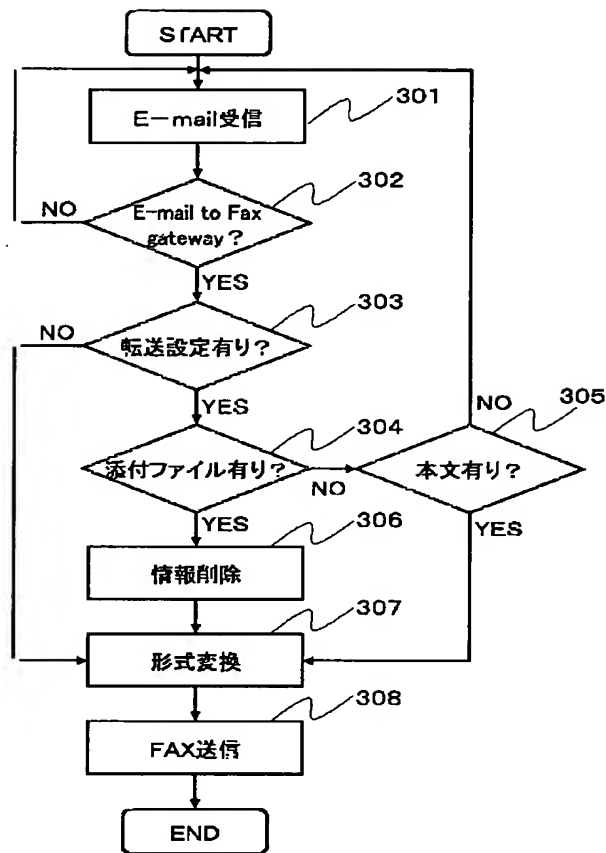 START
E-mail受信
301
302
E-mail to Fax
gateway?
NO
YES
303
NO
転送設定有り?
YES
304
添付ファイル有り?
NO
YES
305
NO
本文有り?
YES
306
情報削除
307
形式変換
308
FAX送信
END